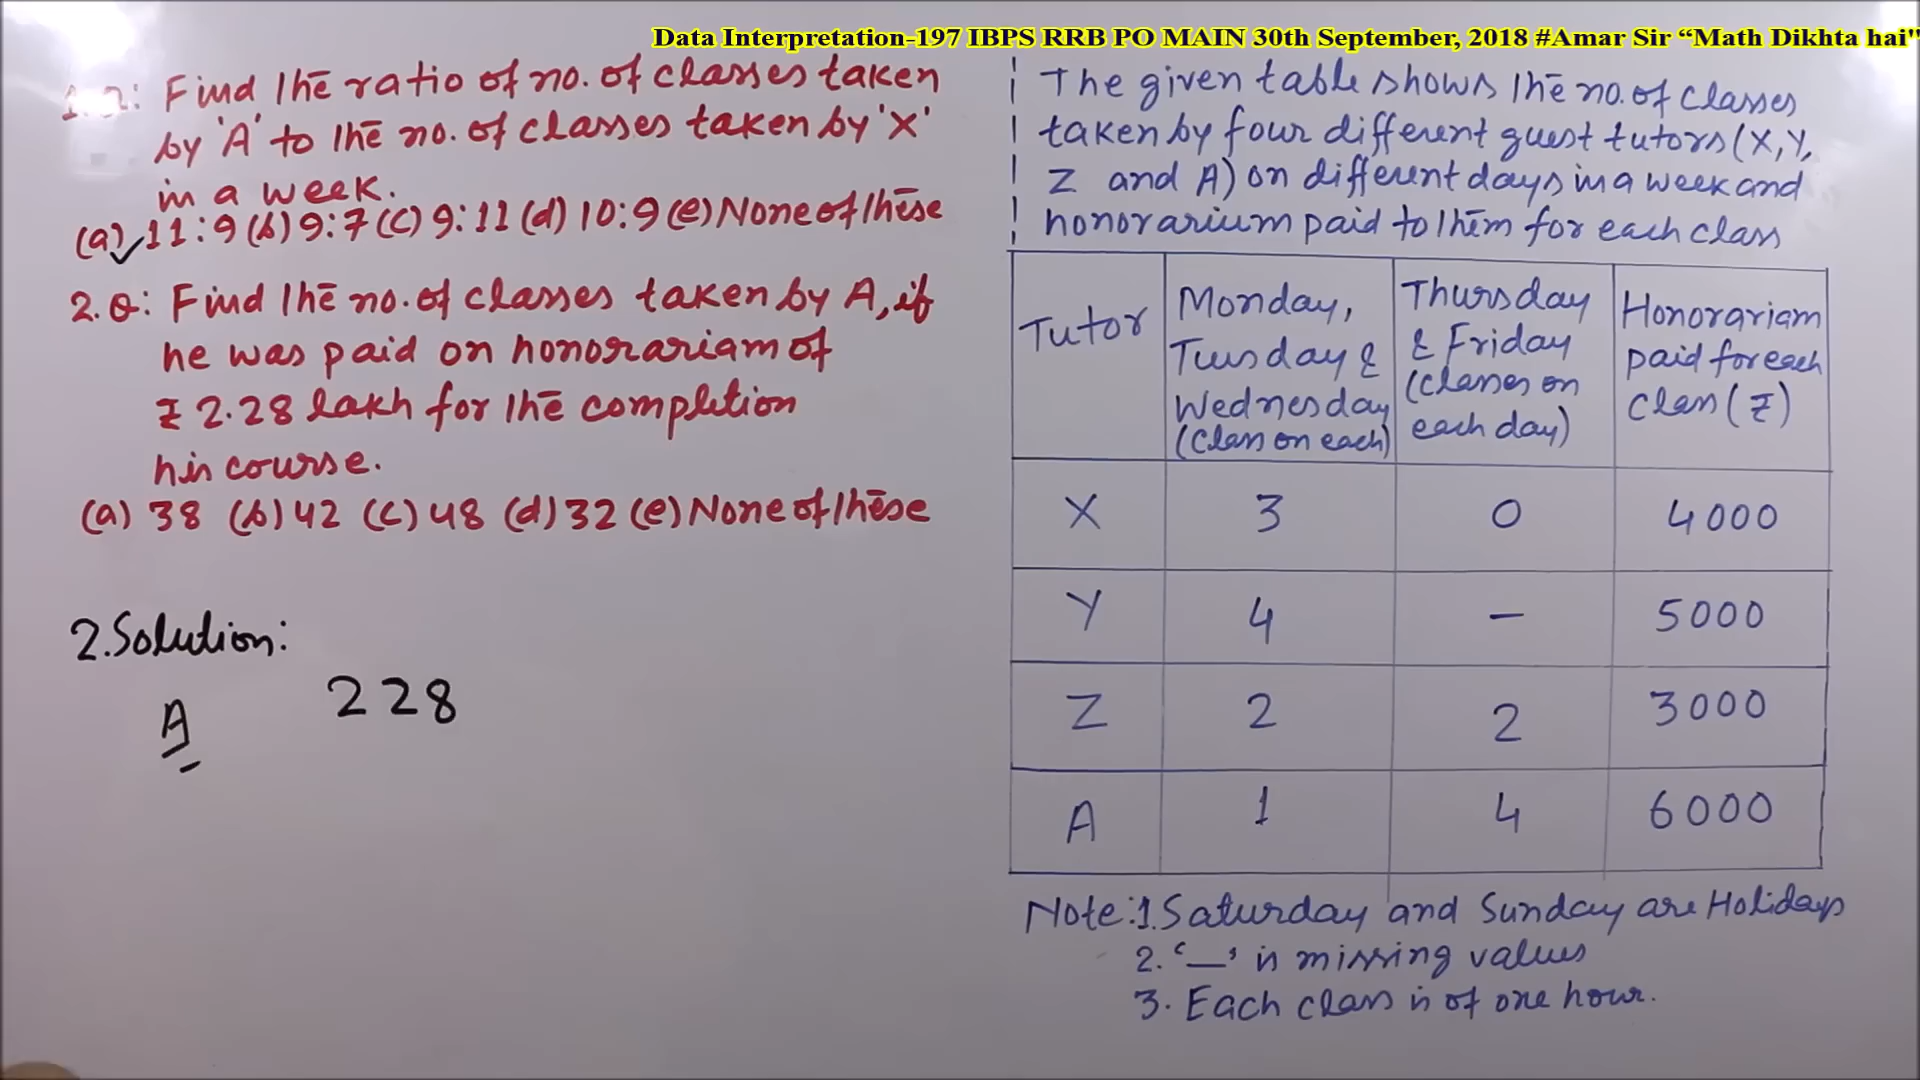 Data Interpretation-197 IBPS RRB PO MAIN 30th September, 2018 #Amar Sir “Math Dikhta hai"
1.Q: Find the ratio of no. of classes taken
by 'A' to the no. of classes taken by 'X'
in a week.
(a) 11:9 (b) 9:7 (c) 9:11 (d) 10:9 (e) None of these
2.Q: Find the no. of classes taken by A, if
he was paid on honorariam of
₹ 2.28 lakh for the completion
his course.
(a) 38 (b) 42 (c) 48 (d) 32 (e) None of these
2.Solution:
A 228
The given table shows the no. of classes
taken by four different guest tutors (X,Y,
Z and A) on different days in a week and
honorarium paid to them for each class
Tutor
Monday,
Tuesday &
Wednesday
(Class on each)
Thursday
& Friday
(Classes on
each day)
Honorariam
paid for each
class (₹)
X 3 0 4000
Y 4 — 5000
Z 2 2 3000
A 1 4 6000
Note:1.Saturday and Sunday are Holidays
2. '—' is missing values
3. Each class is of one hour.